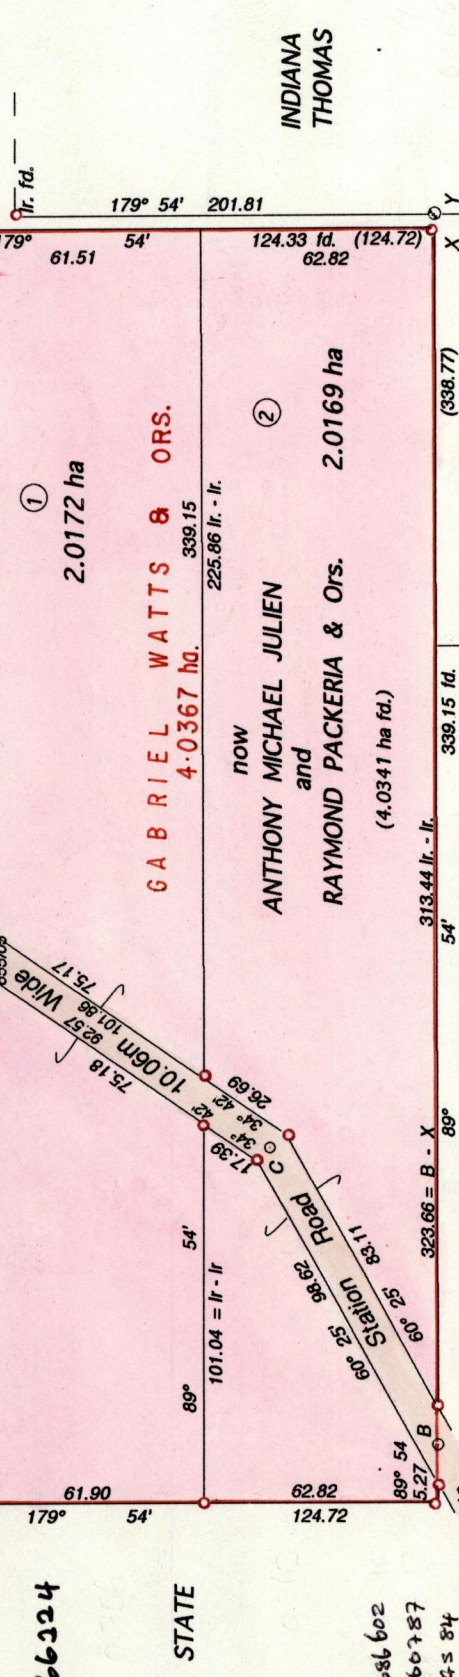 INDIANA
THOMAS
Ir. fd.
179° 54' 201.81
179° 54'
61.51
124.33 fd. (124.72)
62.82
Y
X
①
2.0172 ha
GABRIEL WATTS & ORS.
4.0367 ha.
339.15
225.86 Ir. - Ir.
②
2.0169 ha
now
ANTHONY MICHAEL JULIEN
and
RAYMOND PACKERIA & Ors.
(4.0341 ha fd.)
(338.77)
339.15 fd.
313.44 Ir. - Ir.
54'
89°
323.66 = B - X
10.06m Wide
75.17
101.86
92.57
75.18
26.69
34° 42'
34° 42'
17.39
C
Station Road
98.62
60° 25'
83.11
60° 25'
89° 54'
101.04 = Ir - Ir
B
89° 54
5.27
61.90
179° 54'
62.82
124.72
STATE
66224
60787